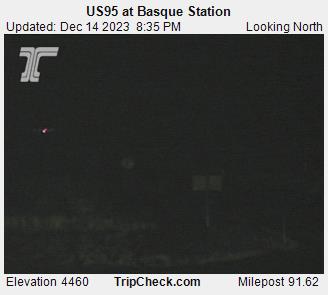 US95 at Basque Station
Updated: Dec 14 2023 8:35 PM Looking North
Elevation 4460 TripCheck.com Milepost 91.62